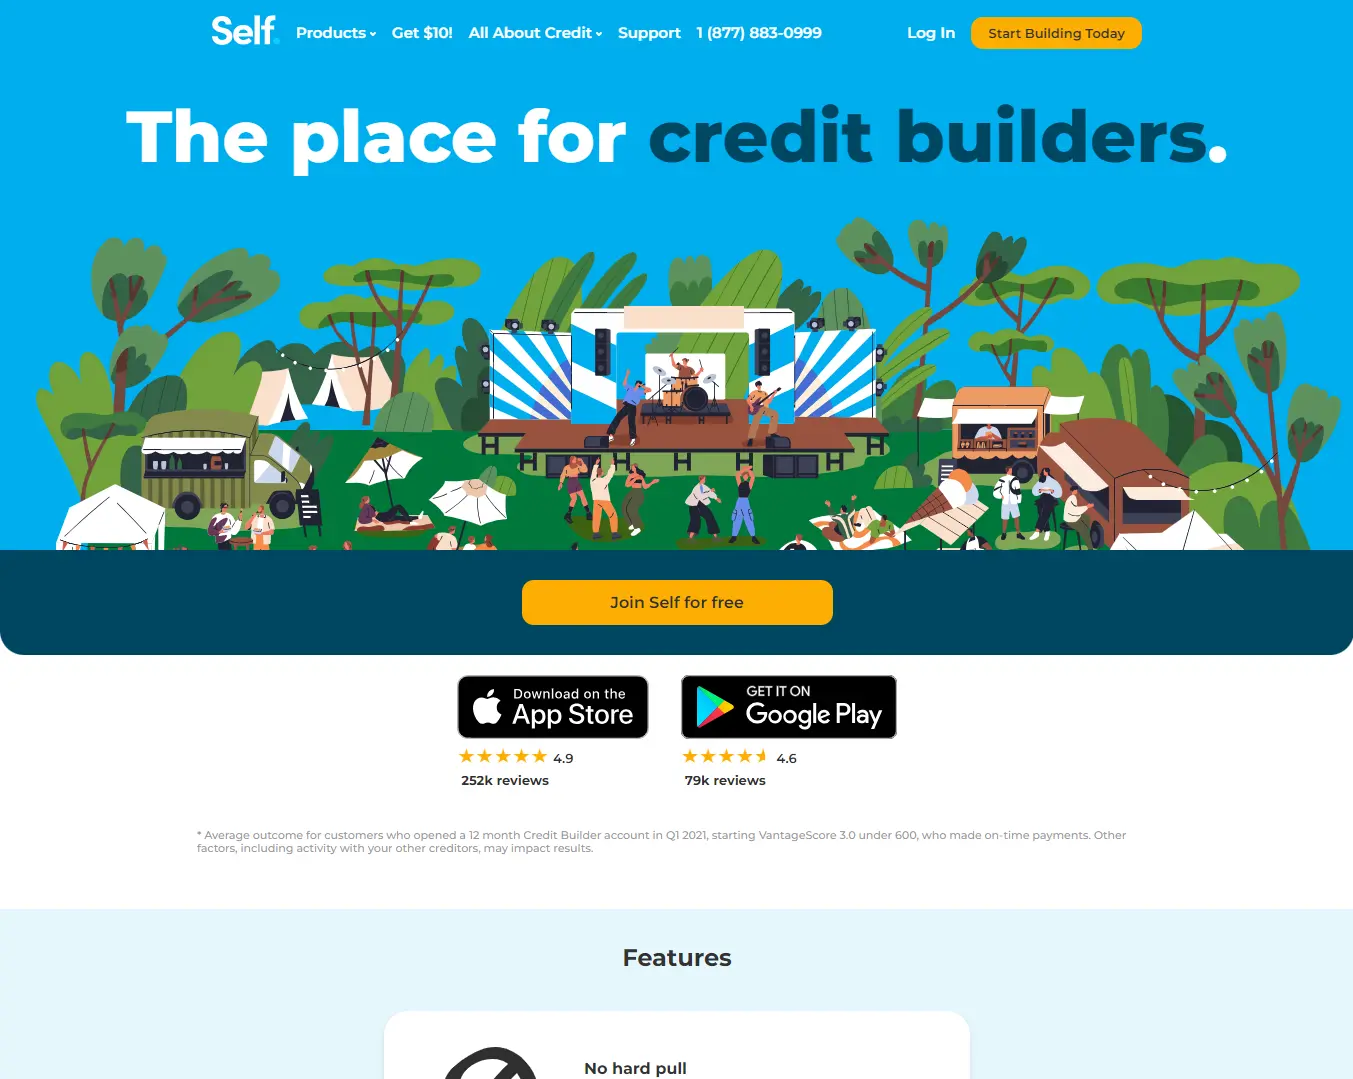 Self.
Products
Get $10!
All About Credit
Support
1 (877) 883-0999
Log In
Start Building Today
The place for credit builders.
Join Self for free
Download on the
App Store
GET IT ON
Google Play
4.9
252k reviews
4.6
79k reviews
* Average outcome for customers who opened a 12 month Credit Builder account in Q1 2021, starting VantageScore 3.0 under 600, who made on-time payments. Other
factors, including activity with your other creditors, may impact results.
Features
No hard pull